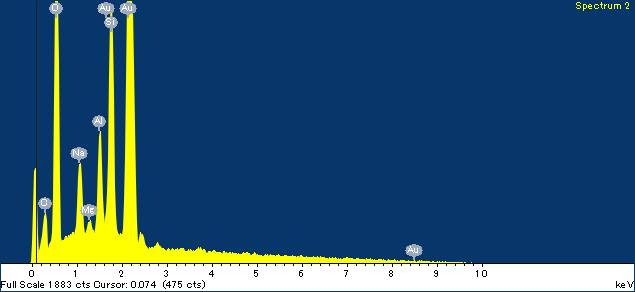 Spectrum 2
O Au Au
Si
Al
Na
Mg
Au
0 1 2 3 4 5 6 7 8 9 10
Full Scale 1883 cts Cursor: 0.074 (475 cts) keV